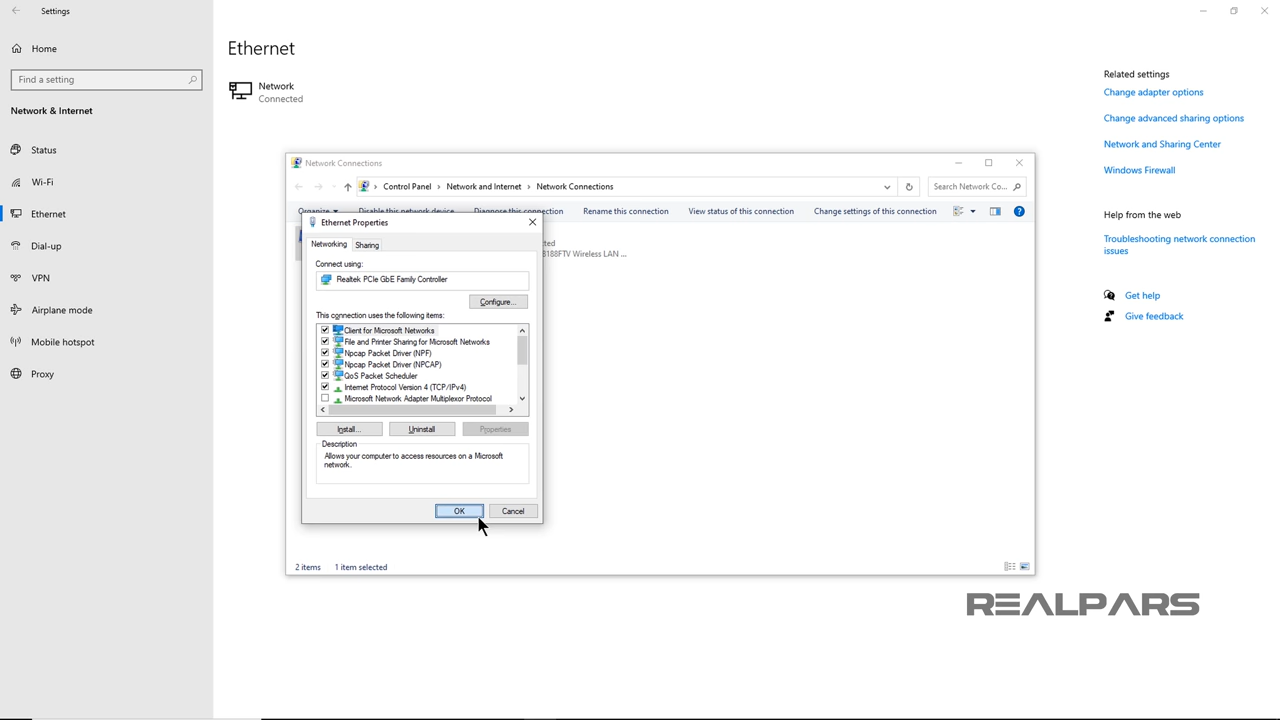 Settings
Home
Find a setting
Network & Internet
Status
Wi-Fi
Ethernet
Dial-up
VPN
Airplane mode
Mobile hotspot
Proxy
Ethernet
Network
Connected
Related settings
Change adapter options
Change advanced sharing options
Network and Sharing Center
Windows Firewall
Help from the web
Troubleshooting network connection
issues
Get help
Give feedback
Network Connections
Control Panel › Network and Internet › Network Connections
Search Network Co...
Organize Disable this network device Diagnose this connection Rename this connection View status of this connection Change settings of this connection
cted
8188FTV Wireless LAN ...
Ethernet Properties
Networking Sharing
Connect using:
Realtek PCIe GbE Family Controller
Configure...
This connection uses the following items:
Client for Microsoft Networks
File and Printer Sharing for Microsoft Networks
Npcap Packet Driver (NPF)
Npcap Packet Driver (NPCAP)
QoS Packet Scheduler
Internet Protocol Version 4 (TCP/IPv4)
Microsoft Network Adapter Multiplexor Protocol
Install... Uninstall Properties
Description
Allows your computer to access resources on a Microsoft
network.
OK Cancel
2 items 1 item selected
REALPARS